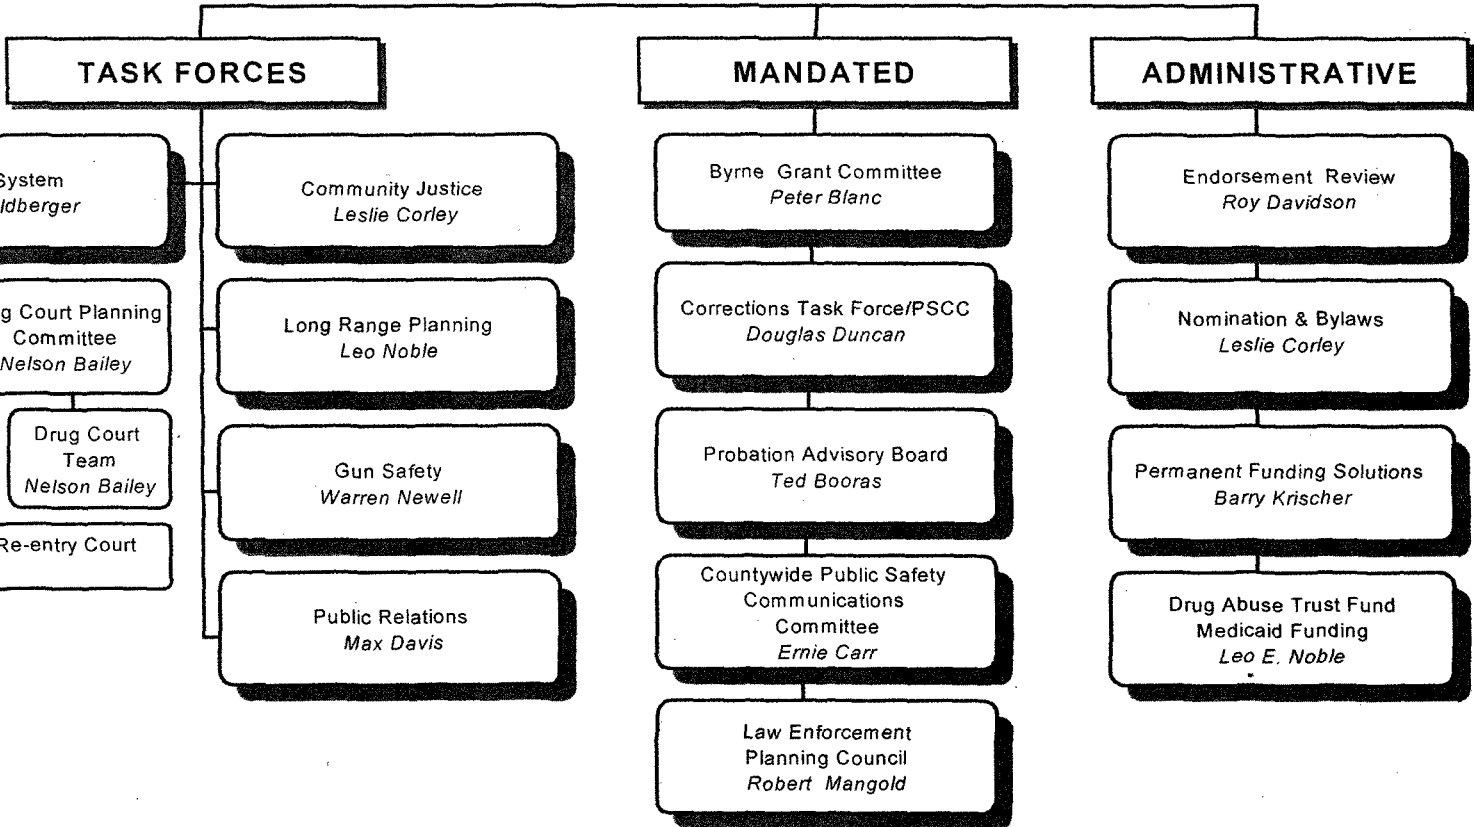 TASK FORCES
System
Community Justice
Leslie Corley
Court Planning
Committee
Nelson Bailey
Long Range Planning
Leo Noble
Drug Court
Team
Nelson Bailey
Gun Safety
Warren Newell
Re-entry Court
Public Relations
Max Davis
MANDATED
Byrne Grant Committee
Peter Blanc
Corrections Task Force/PSCC
Douglas Duncan
Probation Advisory Board
Ted Booras
Countywide Public Safety
Communications
Committee
Ernie Carr
Law Enforcement
Planning Council
Robert Mangold
ADMINISTRATIVE
Endorsement Review
Roy Davidson
Nomination & Bylaws
Leslie Corley
Permanent Funding Solutions
Barry Krischer
Drug Abuse Trust Fund
Medicaid Funding
Leo E. Noble